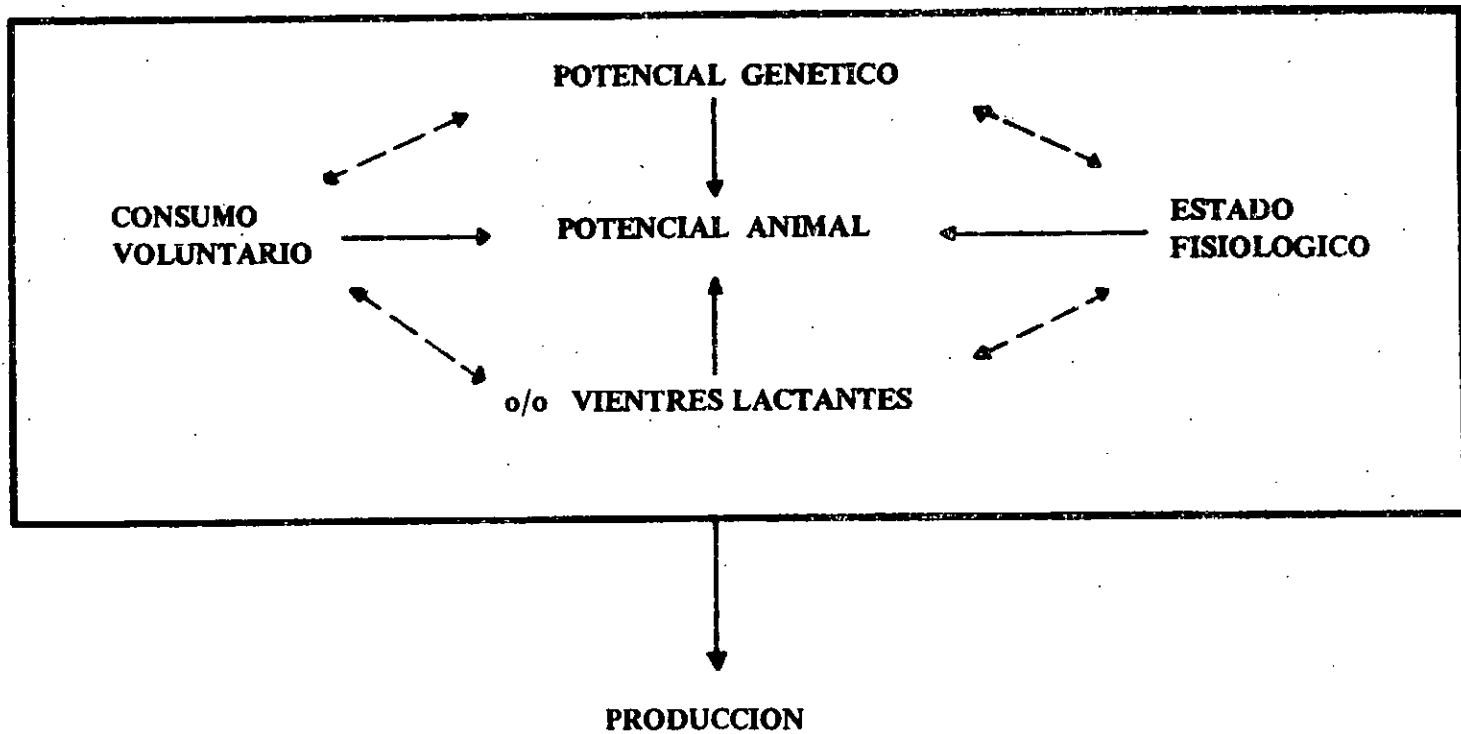 POTENCIAL GENETICO
CONSUMO
VOLUNTARIO
POTENCIAL ANIMAL
ESTADO
FISIOLOGICO
o/o VIENTRES LACTANTES
PRODUCCION